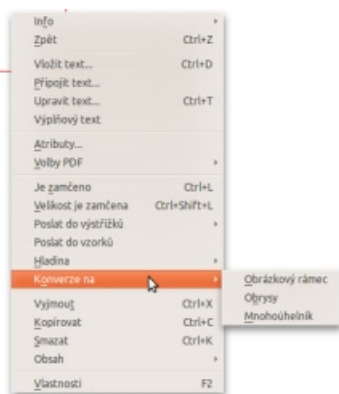 Info
Zpět Ctrl+Z
Vložit text... Ctrl+D
Připojit text...
Upravit text... Ctrl+T
Výplňový text
Atributy...
Volby PDF
Je zamčeno Ctrl+L
Velikost je zamčena Ctrl+Shift+L
Poslat do výstřižků
Poslat do vzorků
Hladina
Konverze na
Obrázkový rámec
Obrysy
Mnohoúhelník
Vyjmout Ctrl+X
Kopírovat Ctrl+C
Smazat Ctrl+K
Obsah
Vlastnosti F2